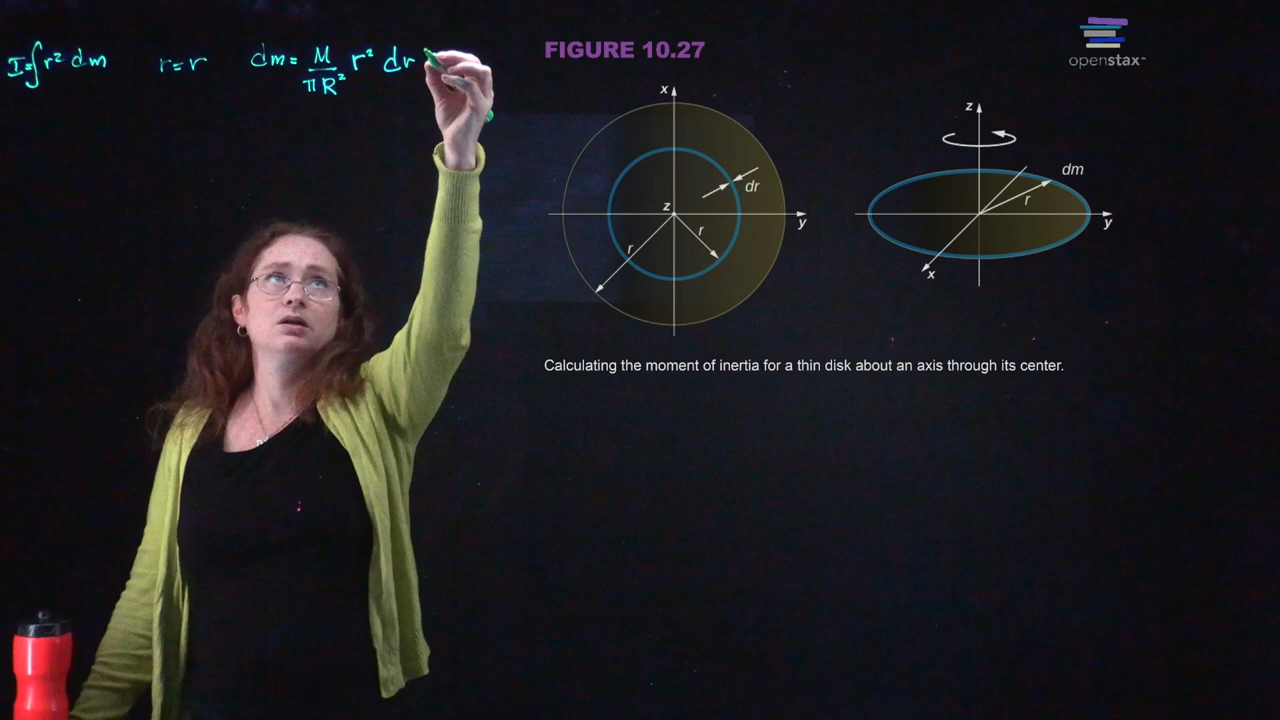 I=∫r² dm    r=r    dm = M/πR² r² dr
FIGURE 10.27
openstax™
x
dr
z
y
r
r
z
dm
r
y
x
Calculating the moment of inertia for a thin disk about an axis through its center.